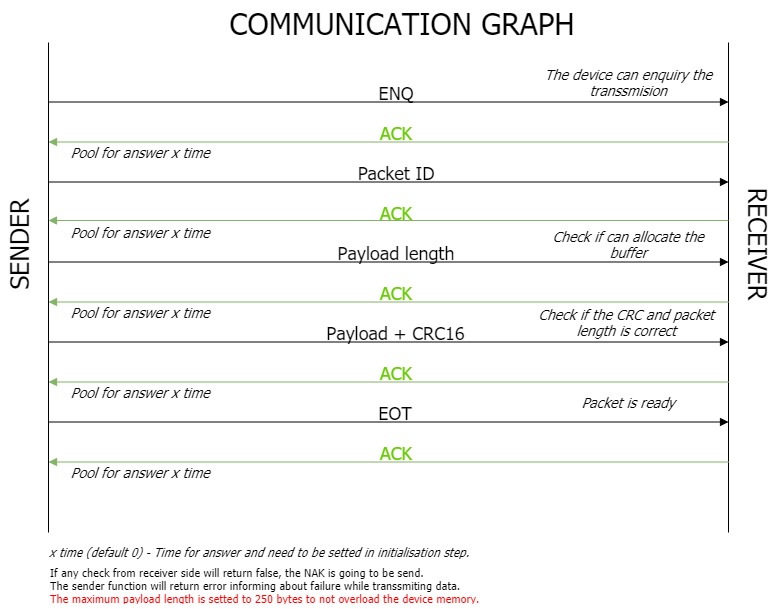 COMMUNICATION GRAPH
The device can enquiry the
transsmision
ENQ
ACK
Pool for answer x time
Packet ID
ACK
Pool for answer x time
SENDER
RECEIVER
Check if can allocate the
buffer
Payload length
ACK
Pool for answer x time
Check if the CRC and packet
length is correct
Payload + CRC16
ACK
Pool for answer x time
Packet is ready
EOT
ACK
Pool for answer x time
x time (default 0) - Time for answer and need to be setted in initialisation step.
If any check from receiver side will return false, the NAK is going to be send.
The sender function will return error informing about failure while transmiting data.
The maximum payload length is setted to 250 bytes to not overload the device memory.